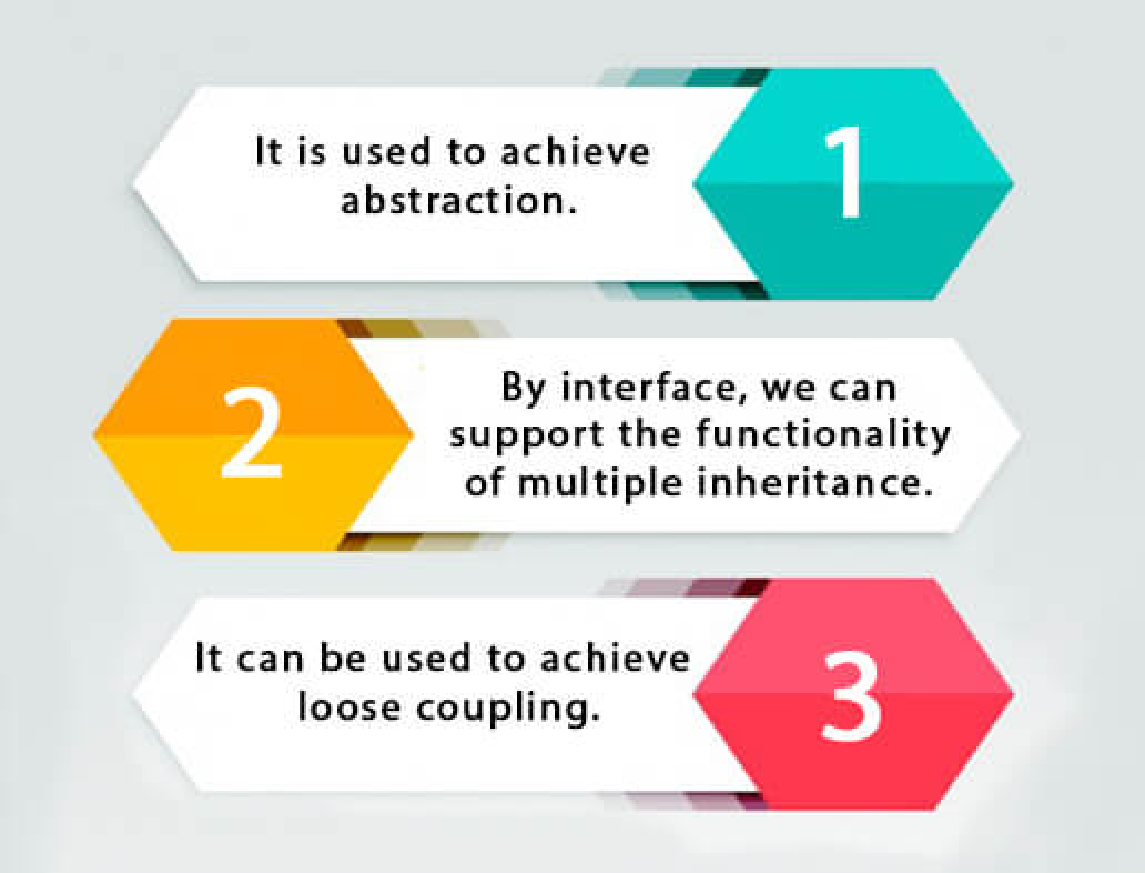 It is used to achieve
abstraction.
1
2
By interface, we can
support the functionality
of multiple inheritance.
It can be used to achieve
loose coupling.
3